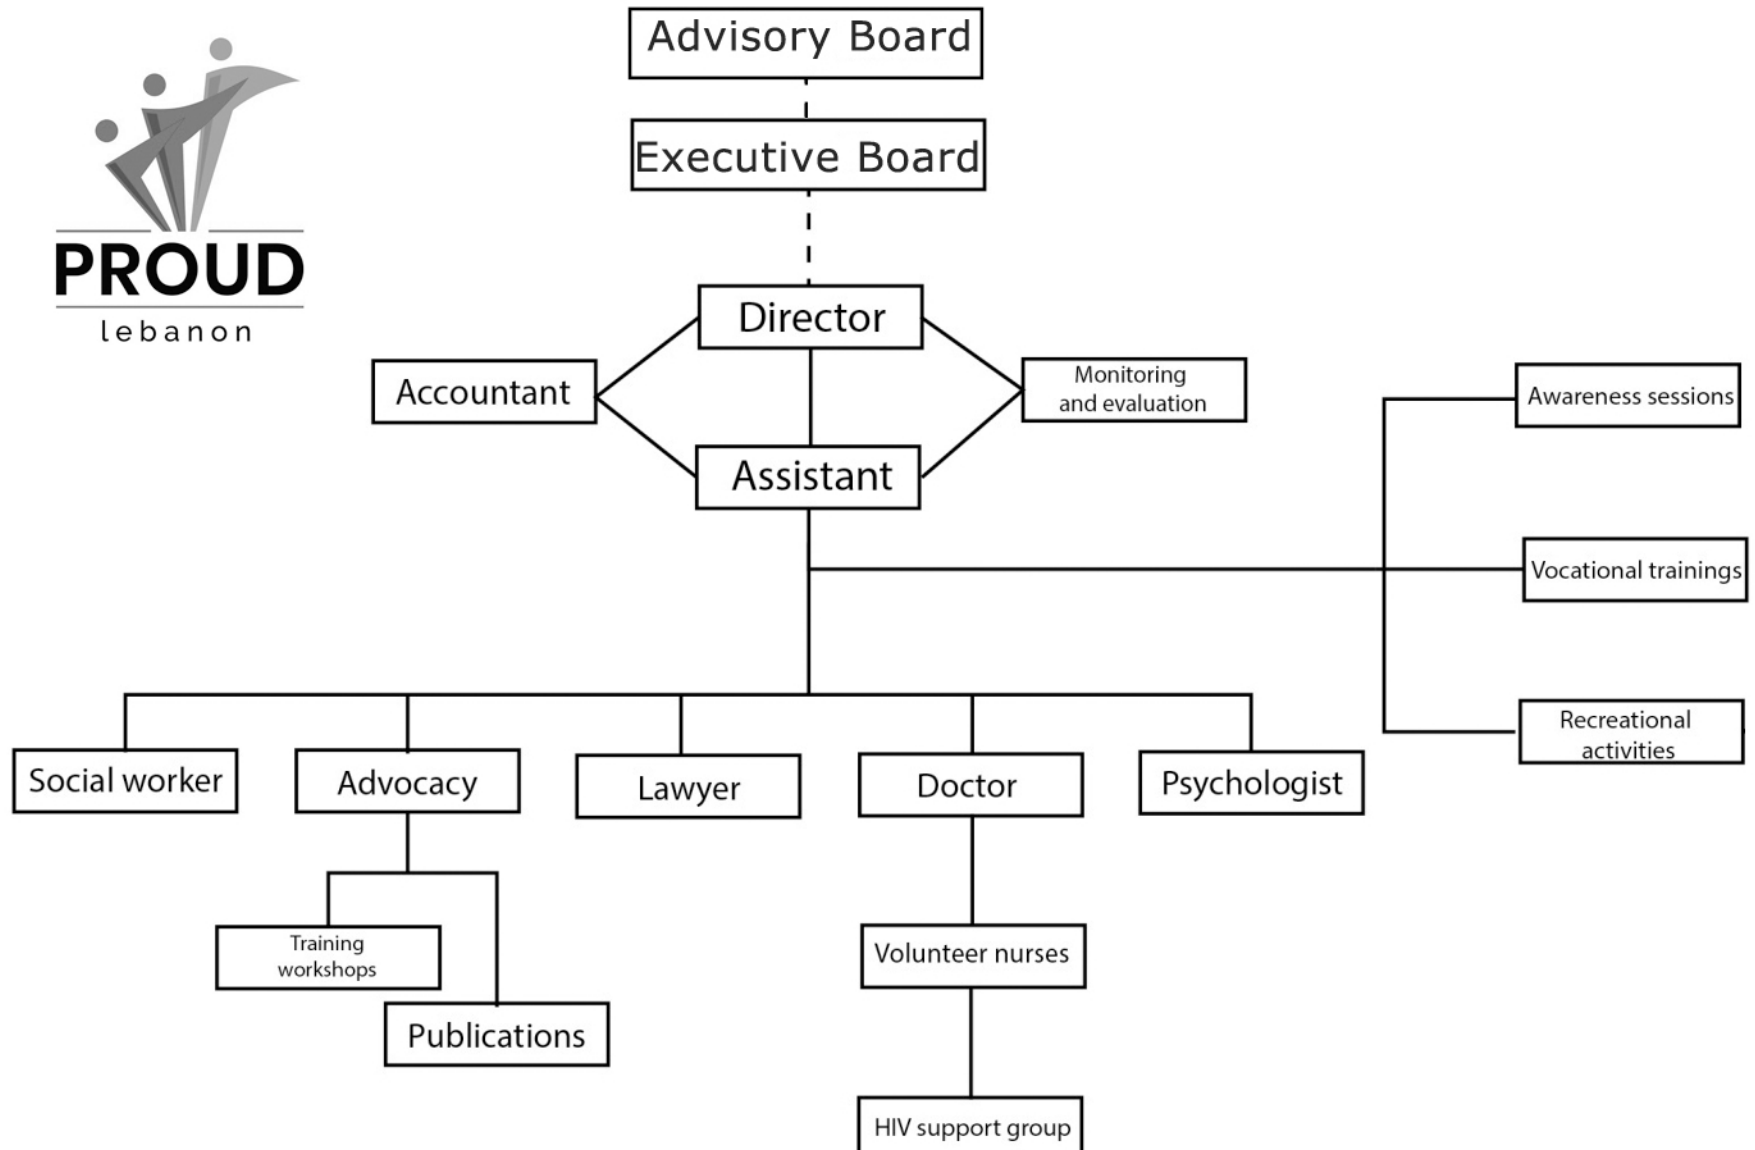 Advisory Board
Executive Board
PROUD
lebanon
Director
Accountant
Monitoring
and evaluation
Awareness sessions
Assistant
Vocational trainings
Recreational
activities
Social worker
Advocacy
Lawyer
Doctor
Psychologist
Training
workshops
Volunteer nurses
Publications
HIV support group